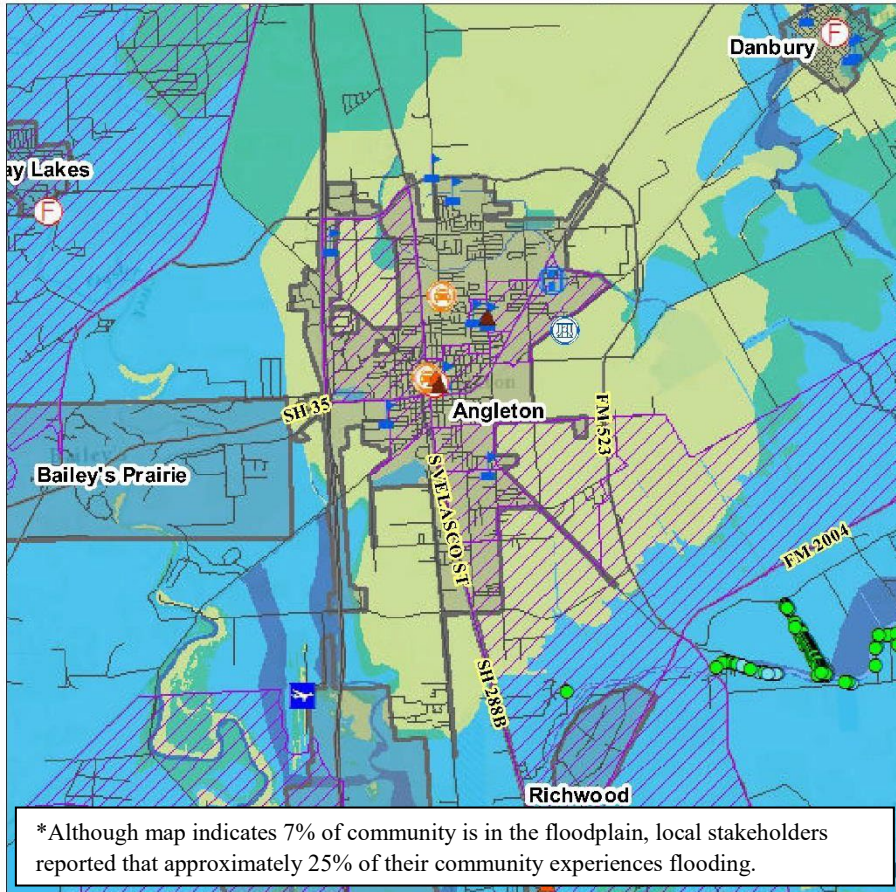 Danbury
F
ay Lakes
F
SH 35
Angleton
FM 523
Bailey's Prairie
S VELASCO ST
FM 2004
SH 288B
Richwood
*Although map indicates 7% of community is in the floodplain, local stakeholders
reported that approximately 25% of their community experiences flooding.